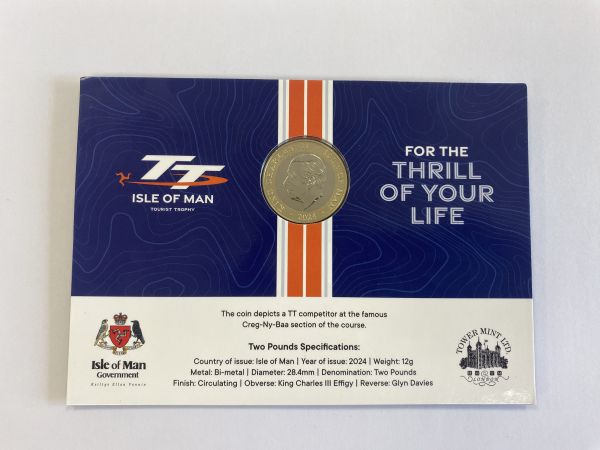 TT
ISLE OF MAN
TOURIST TROPHY
2024
FOR THE
THRILL
OF YOUR
LIFE
The coin depicts a TT competitor at the famous
Creg-Ny-Baa section of the course.
Two Pounds Specifications:
Country of issue: Isle of Man | Year of issue: 2024 | Weight: 12g
Metal: Bi-metal | Diameter: 28.4mm | Denomination: Two Pounds
Finish: Circulating | Obverse: King Charles III Effigy | Reverse: Glyn Davies
Isle of Man
Government
Reiltys Ellan Vannin
TOWER MINT LTD.
LONDON